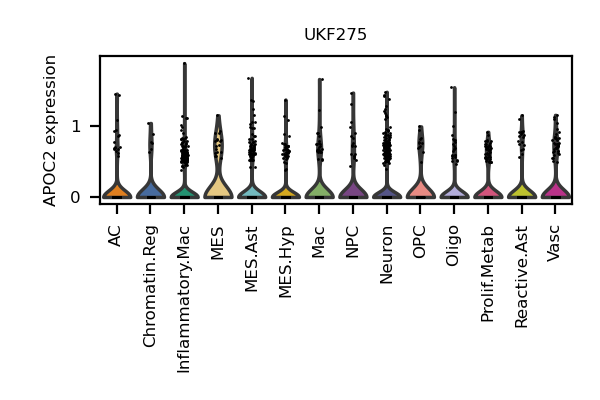 UKF275
APOC2 expression
1
0
AC
Chromatin.Reg
Inflammatory.Mac
MES
MES.Ast
MES.Hyp
Mac
NPC
Neuron
OPC
Oligo
Prolif.Metab
Reactive.Ast
Vasc